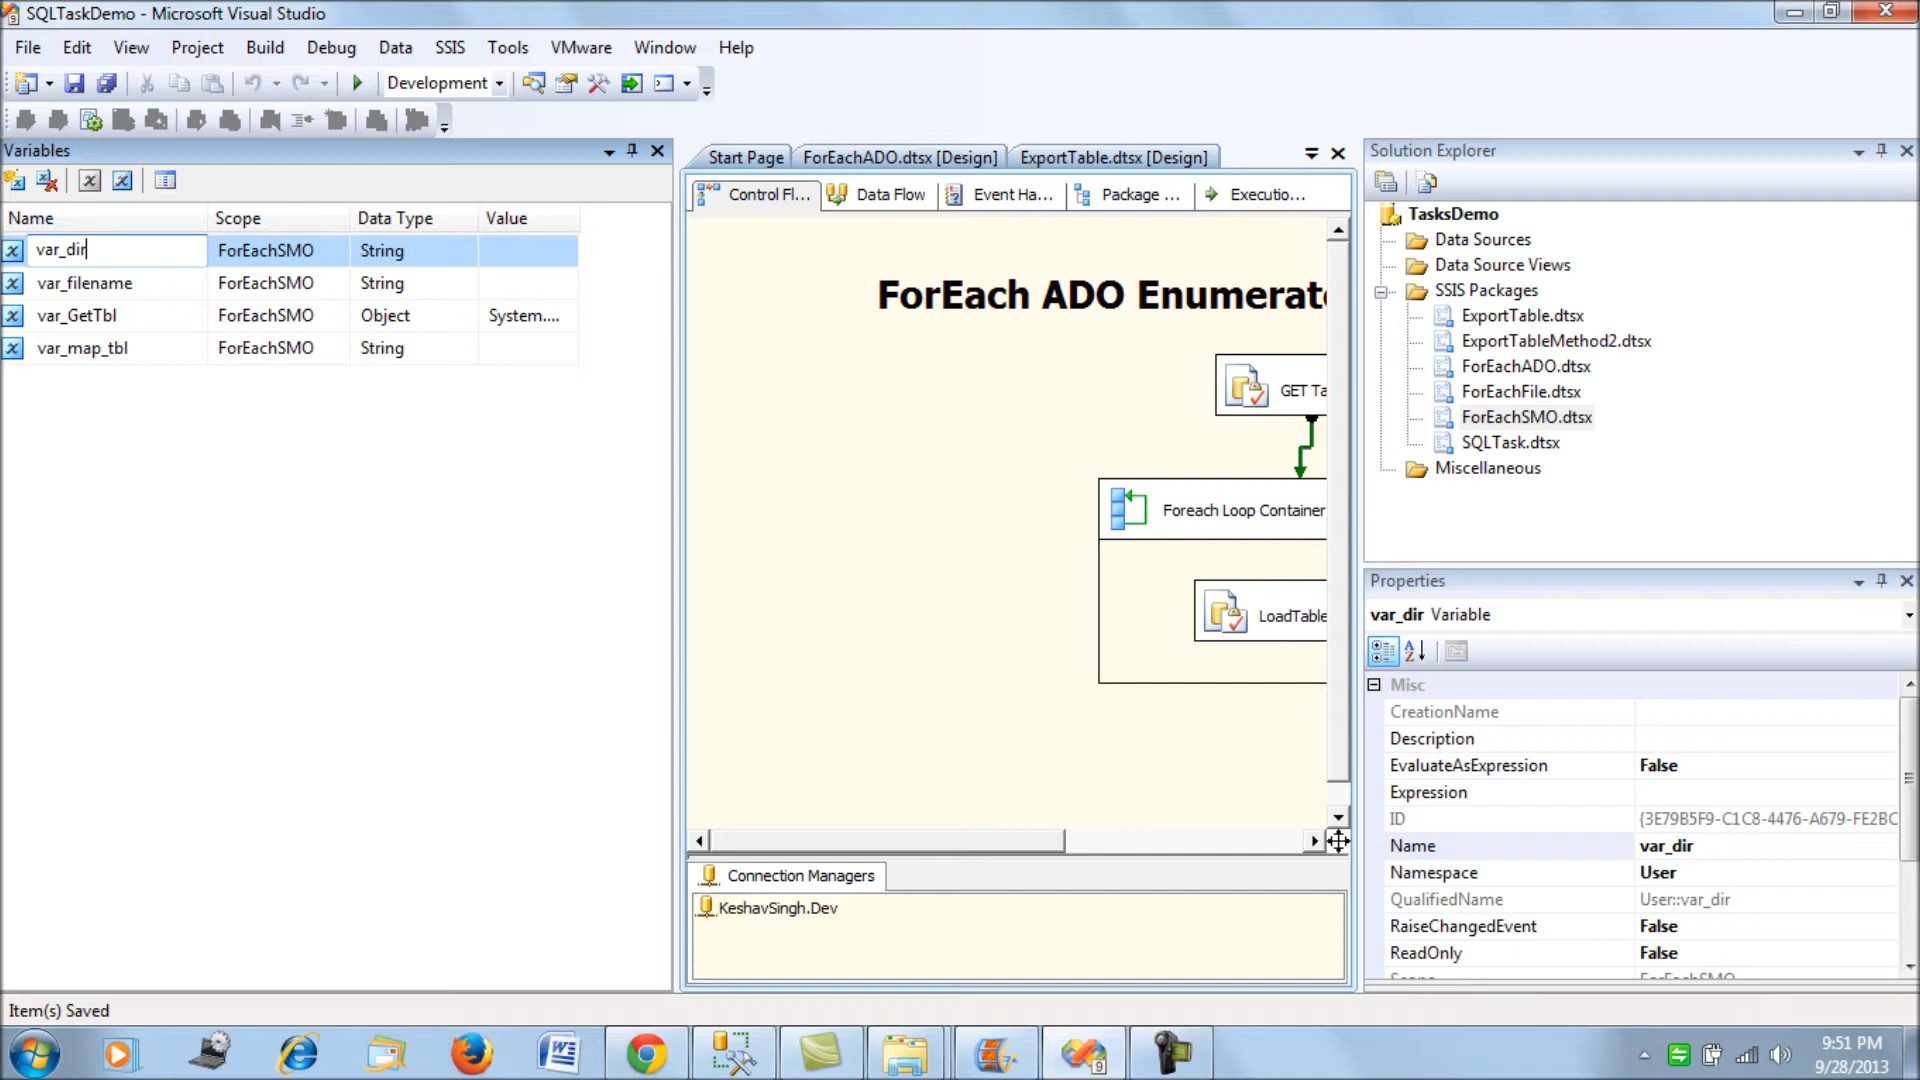 SQLTaskDemo - Microsoft Visual Studio
File Edit View Project Build Debug Data SSIS Tools VMware Window Help
Development
Variables
Name Scope Data Type Value
var_dir ForEachSMO String
var_filename ForEachSMO String
var_GetTbl ForEachSMO Object System....
var_map_tbl ForEachSMO String
Start Page ForEachADO.dtsx [Design] ExportTable.dtsx [Design]
Control Fl... Data Flow Event Ha... Package ... Executio...
ForEach ADO Enumerato
GET Ta
Foreach Loop Container
LoadTable
Connection Managers
KeshavSingh.Dev
Solution Explorer
TasksDemo
Data Sources
Data Source Views
SSIS Packages
ExportTable.dtsx
ExportTableMethod2.dtsx
ForEachADO.dtsx
ForEachFile.dtsx
ForEachSMO.dtsx
SQLTask.dtsx
Miscellaneous
Properties
var_dir Variable
Misc
CreationName
Description
EvaluateAsExpression False
Expression
ID {3E79B5F9-C1C8-4476-A679-FE2BC
Name var_dir
Namespace User
QualifiedName User::var_dir
RaiseChangedEvent False
ReadOnly False
Scope ForEachSMO
Item(s) Saved
9:51 PM
9/28/2013